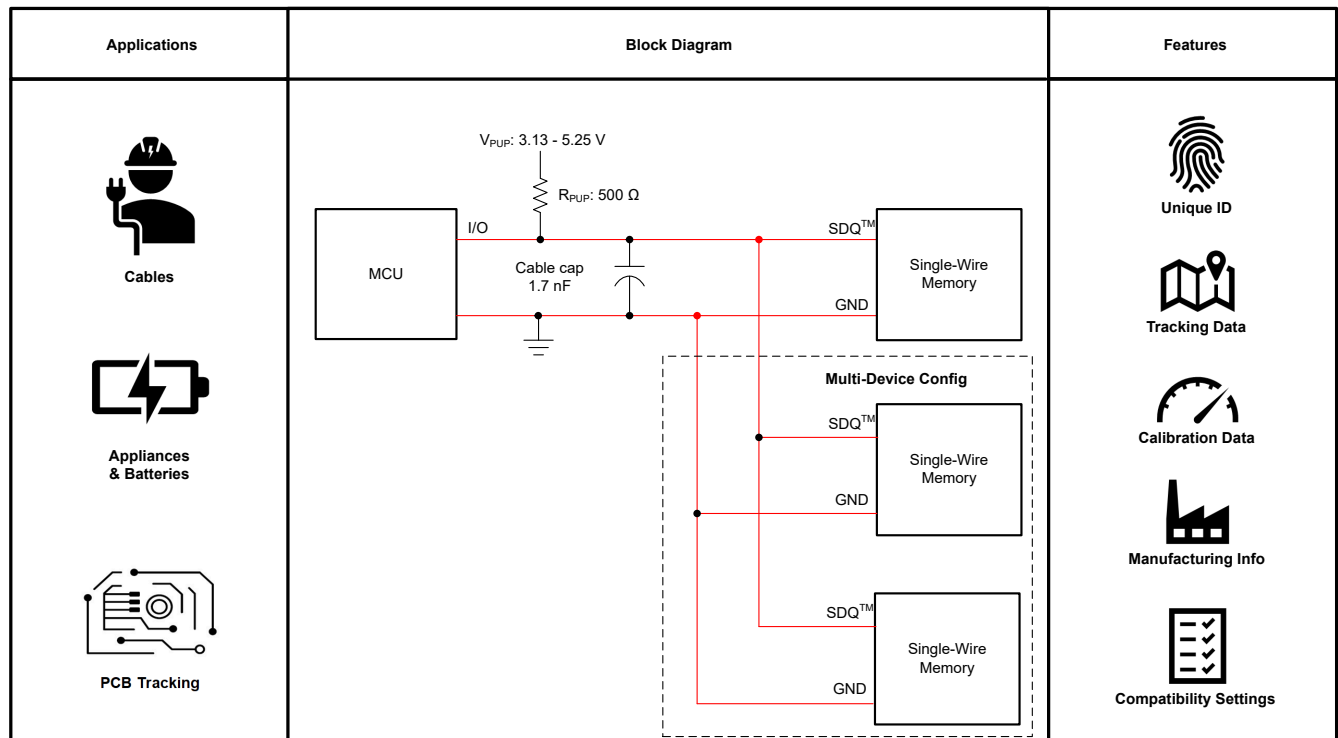 Applications
Block Diagram
Features
Cables
Appliances
& Batteries
PCB Tracking
V_PUP: 3.13 - 5.25 V
R_PUP: 500 Ω
I/O
MCU
Cable cap
1.7 nF
SDQ™
GND
Single-Wire
Memory
Multi-Device Config
SDQ™
GND
Single-Wire
Memory
SDQ™
GND
Single-Wire
Memory
Unique ID
Tracking Data
Calibration Data
Manufacturing Info
Compatibility Settings